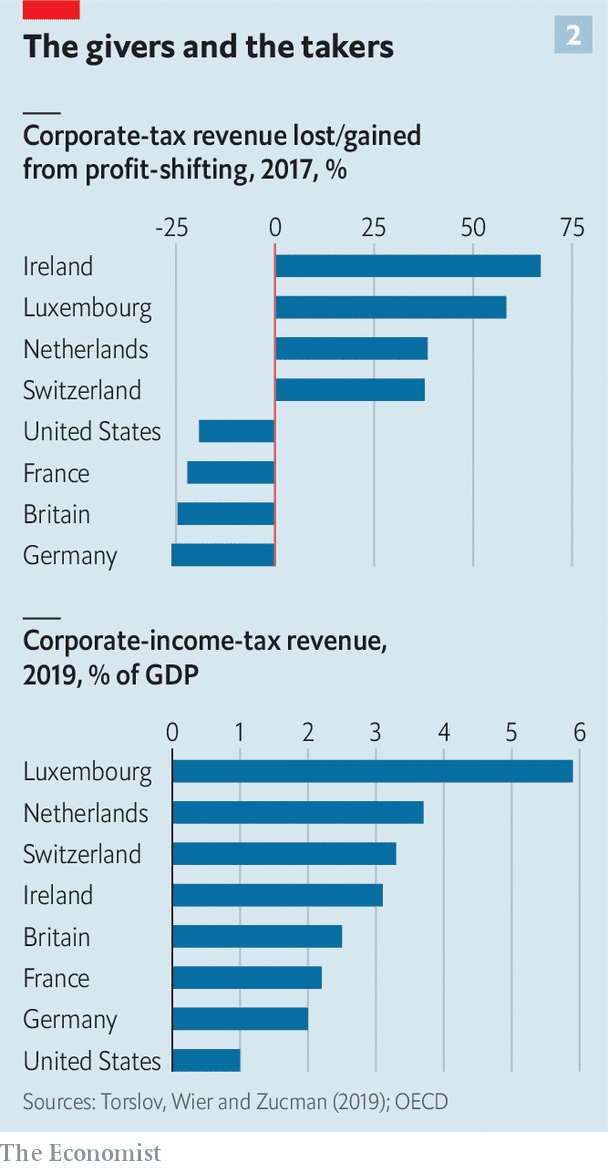 The givers and the takers
2
Corporate-tax revenue lost/gained
from profit-shifting, 2017, %
-25 0 25 50 75
Ireland
Luxembourg
Netherlands
Switzerland
United States
France
Britain
Germany
Corporate-income-tax revenue,
2019, % of GDP
0 1 2 3 4 5 6
Luxembourg
Netherlands
Switzerland
Ireland
Britain
France
Germany
United States
Sources: Torslov, Wier and Zucman (2019); OECD
The Economist